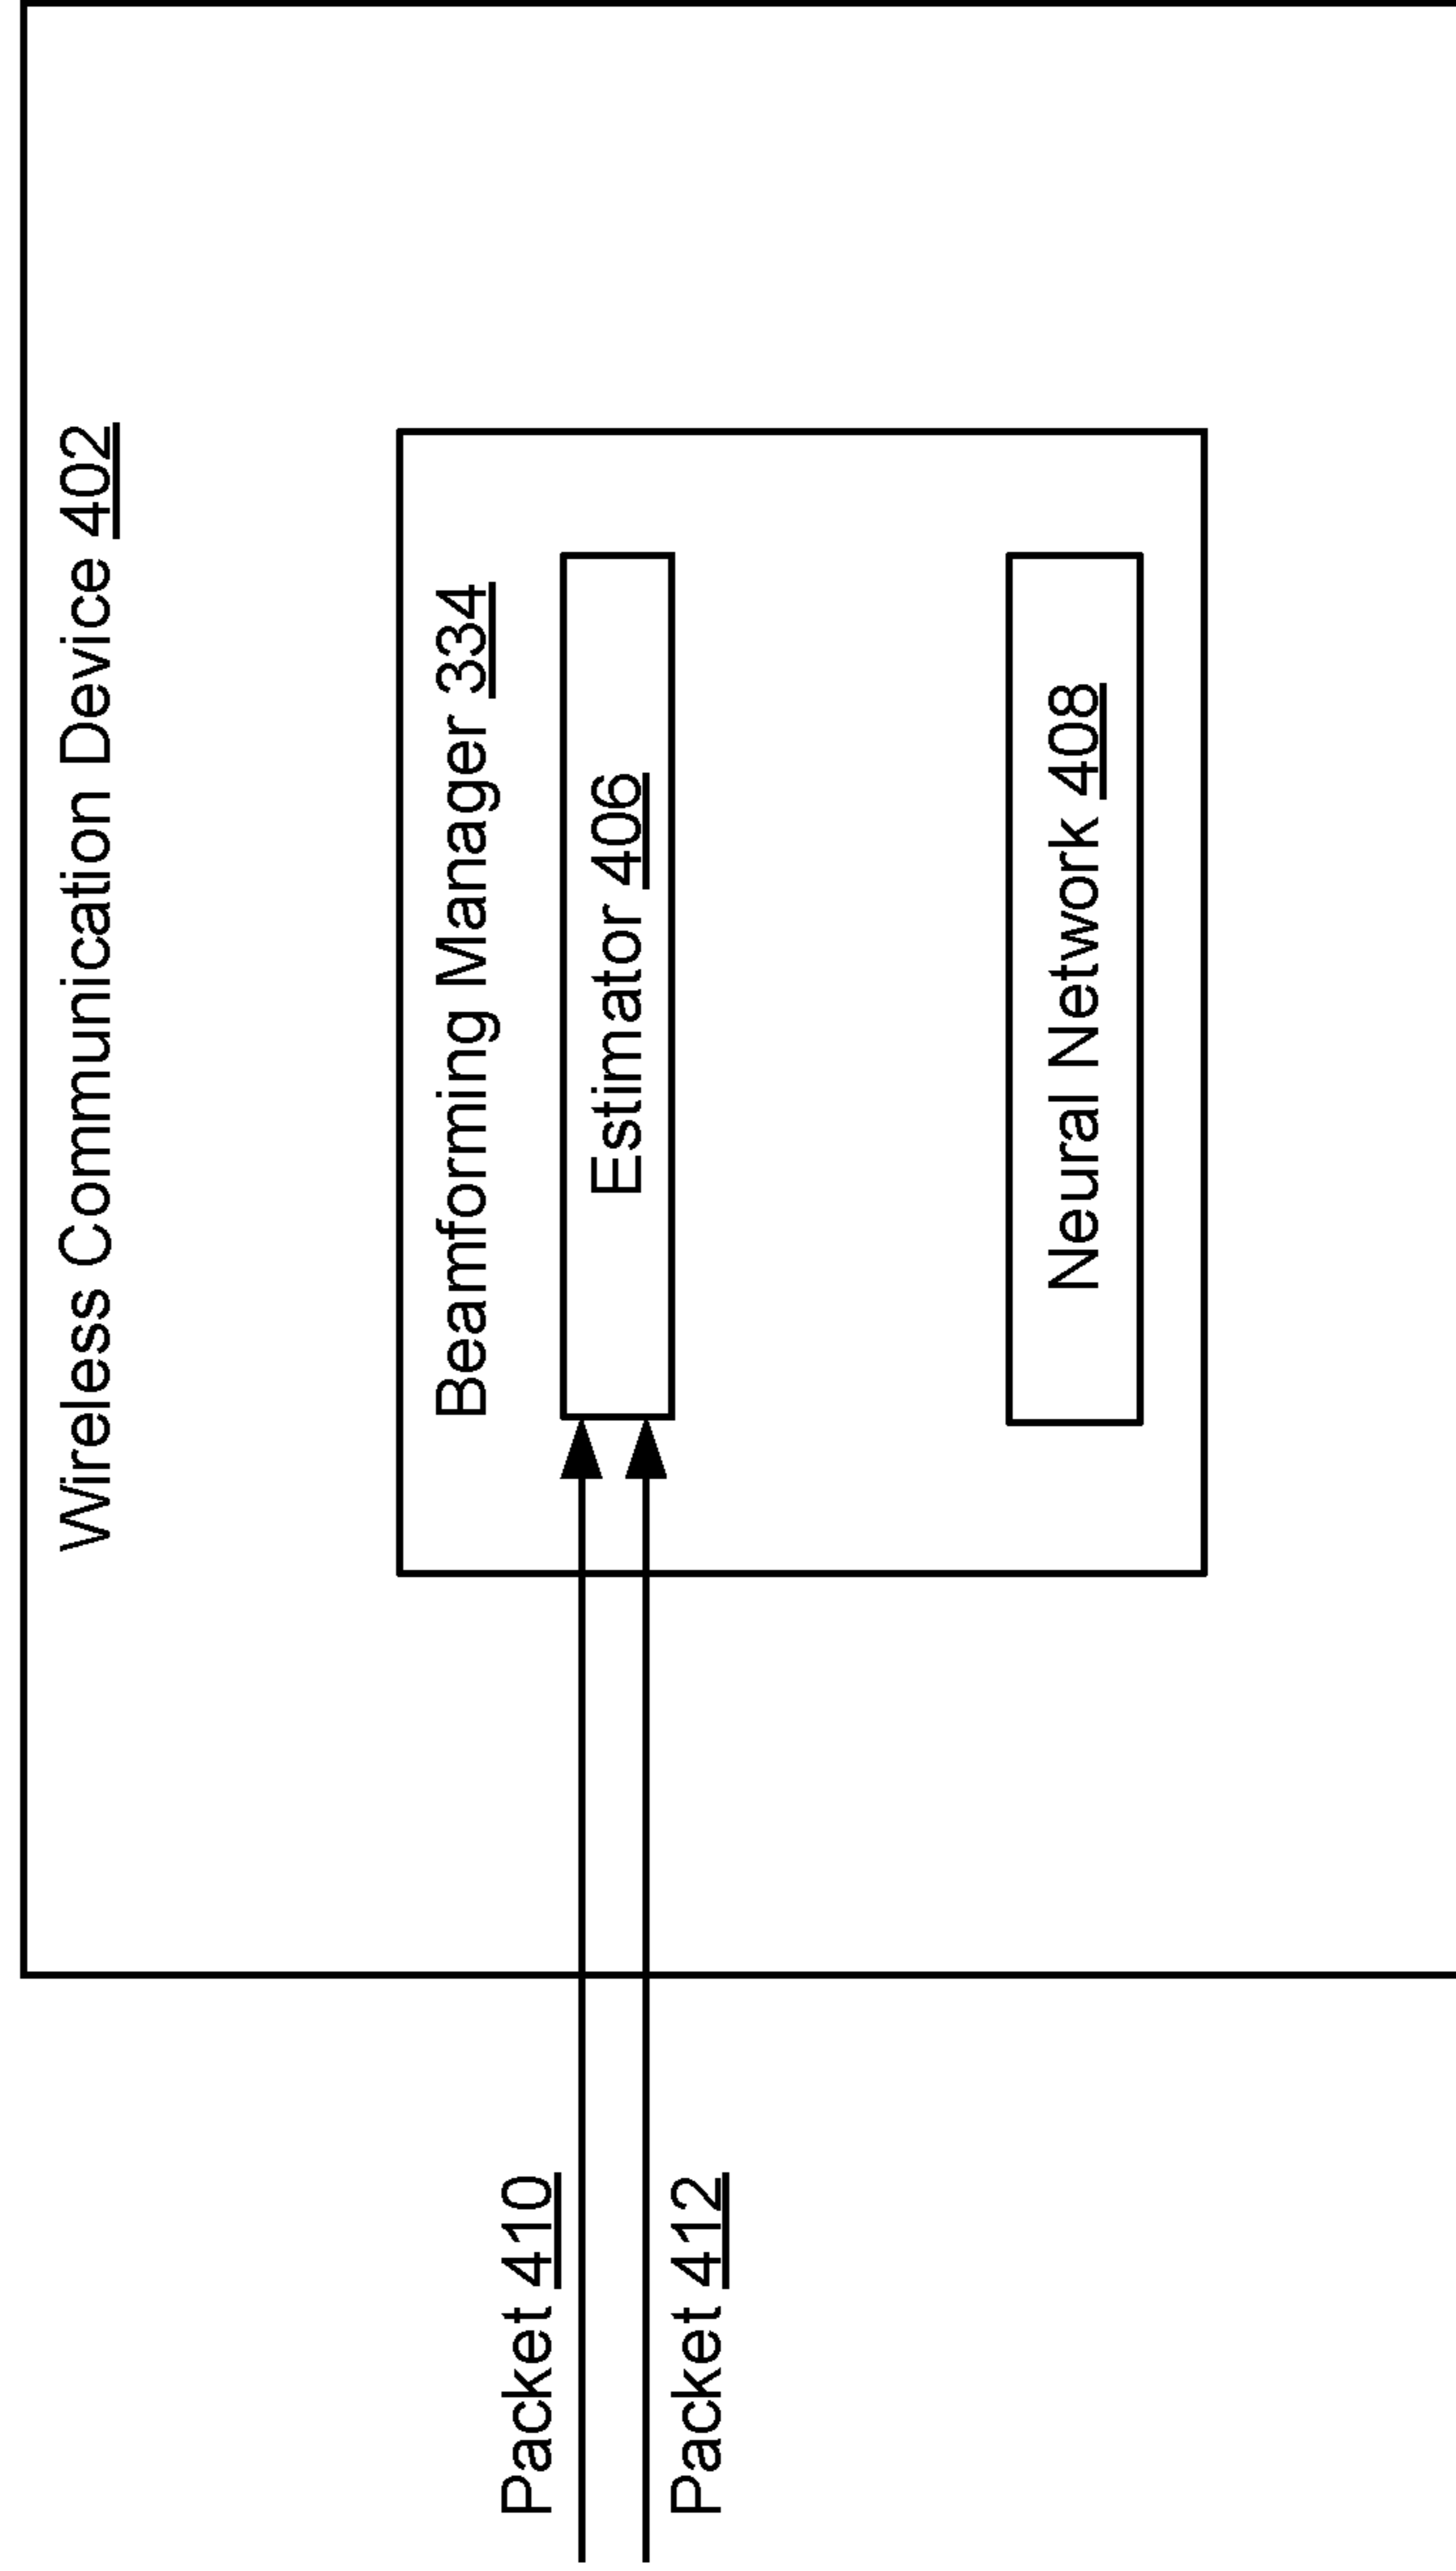 Wireless Communication Device 402
Beamforming Manager 334
Packet 410
Estimator 406
Packet 412
Neural Network 408